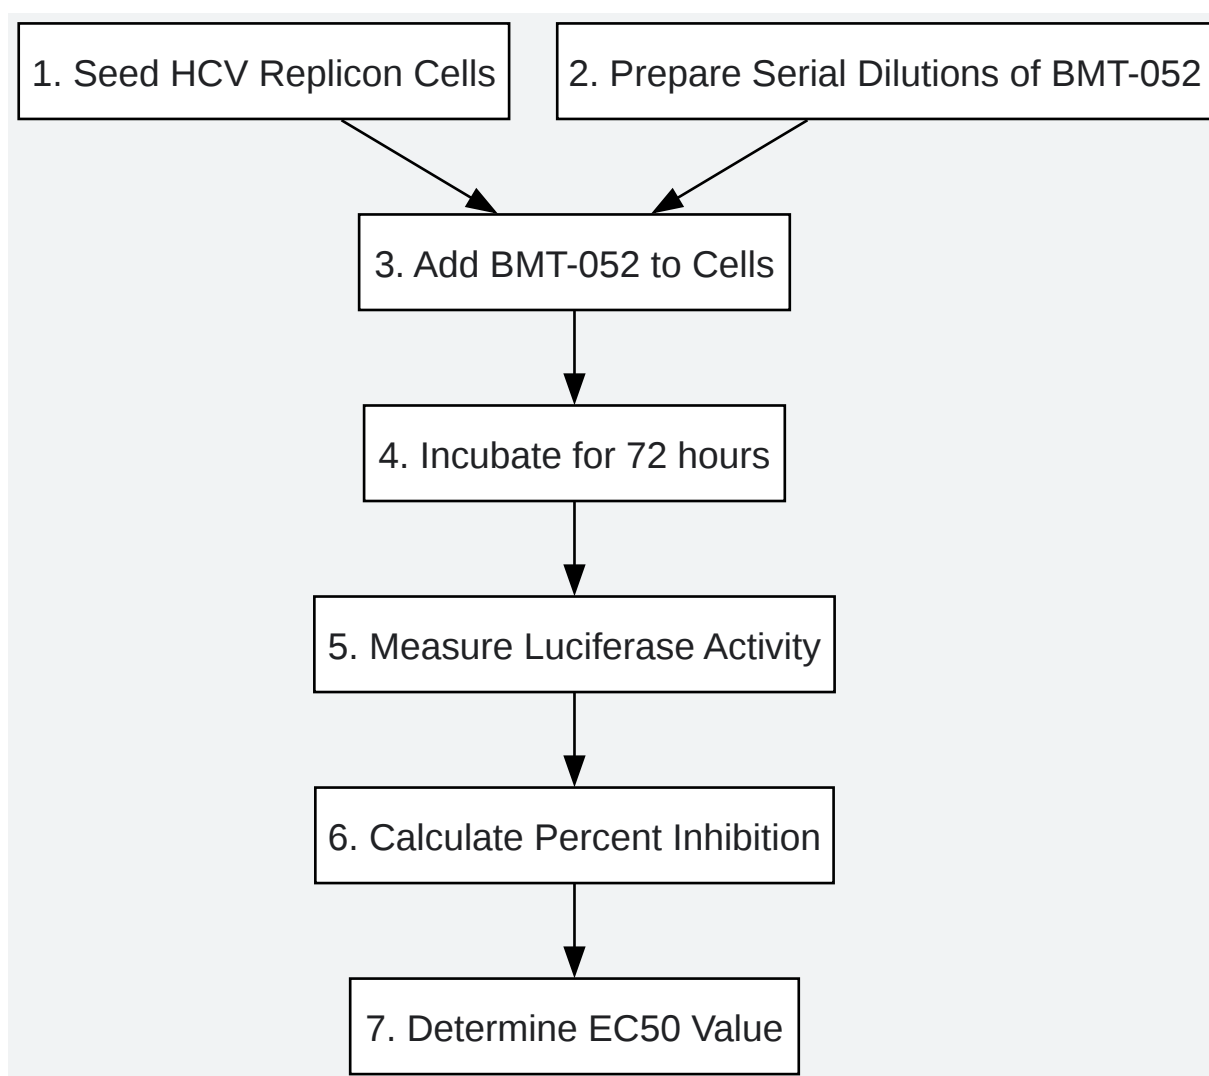 1. Seed HCV Replicon Cells
2. Prepare Serial Dilutions of BMT-052
3. Add BMT-052 to Cells
4. Incubate for 72 hours
5. Measure Luciferase Activity
6. Calculate Percent Inhibition
7. Determine EC50 Value